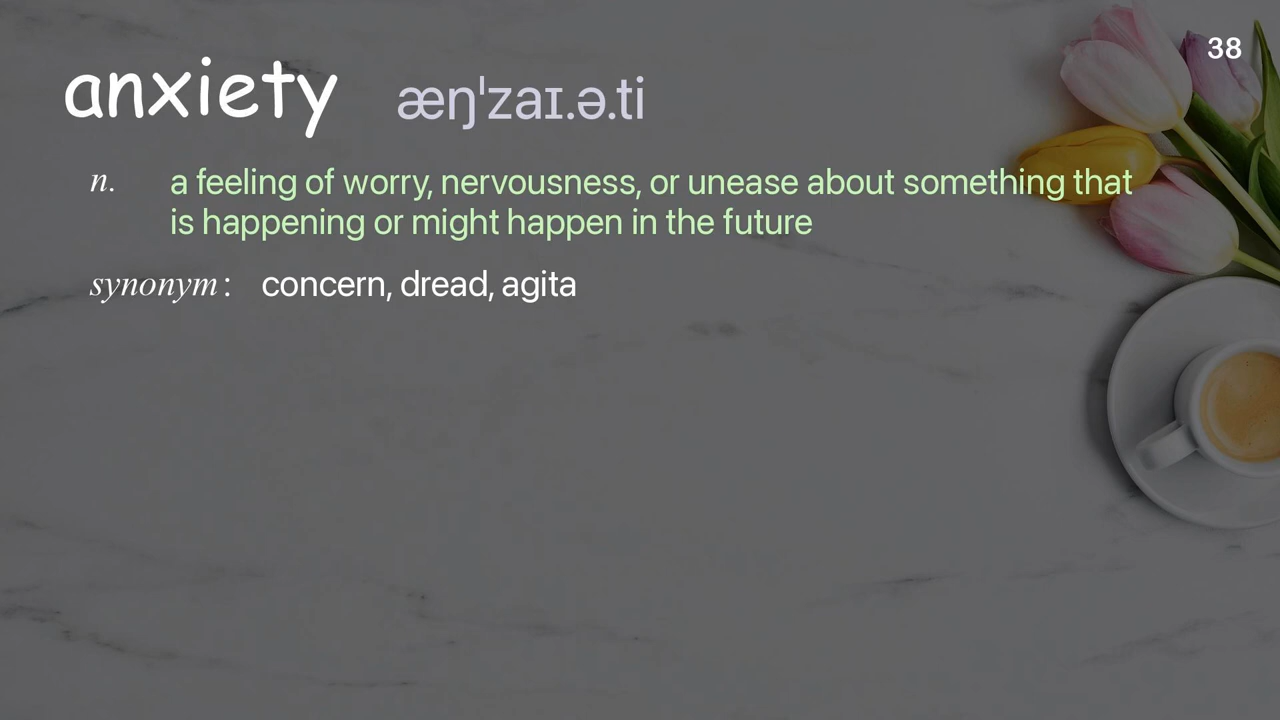 38
anxiety æŋˈzaɪ.ə.ti
n. a feeling of worry, nervousness, or unease about something that
is happening or might happen in the future
synonym: concern, dread, agita